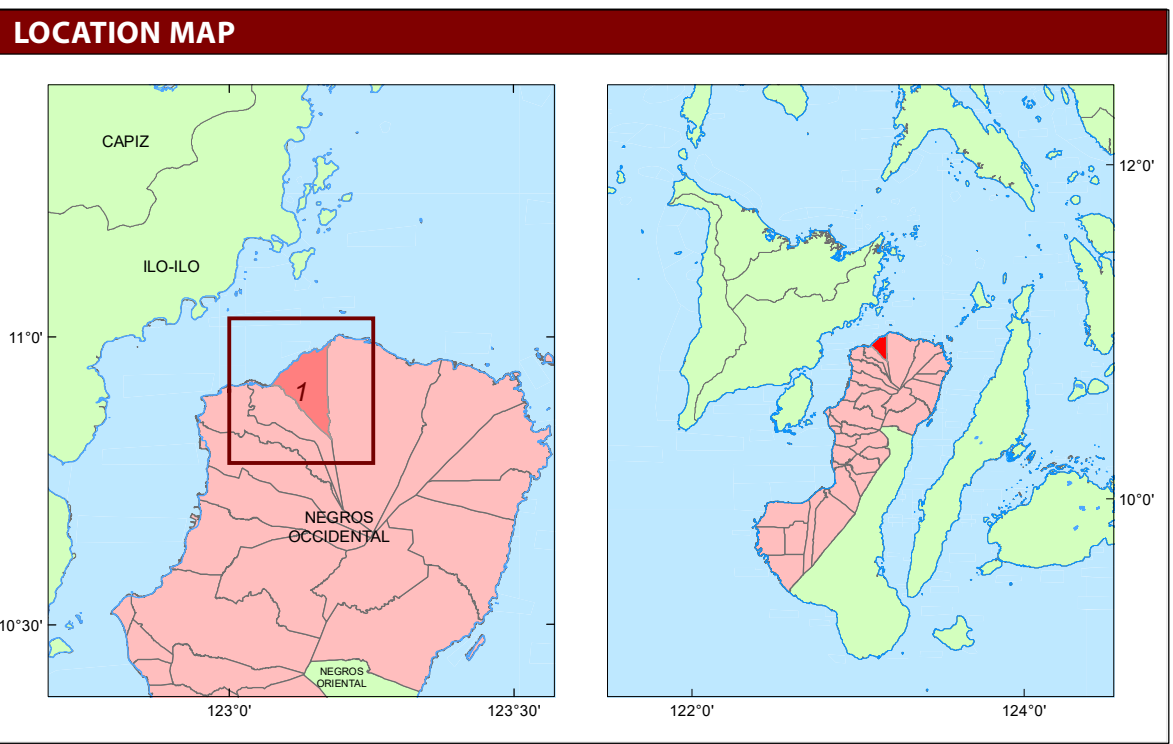 LOCATION MAP
CAPIZ
ILO-ILO
11°0'
1
NEGROS
OCCIDENTAL
10°30'
NEGROS
ORIENTAL
123°0'
123°30'
12°0'
10°0'
122°0'
124°0'